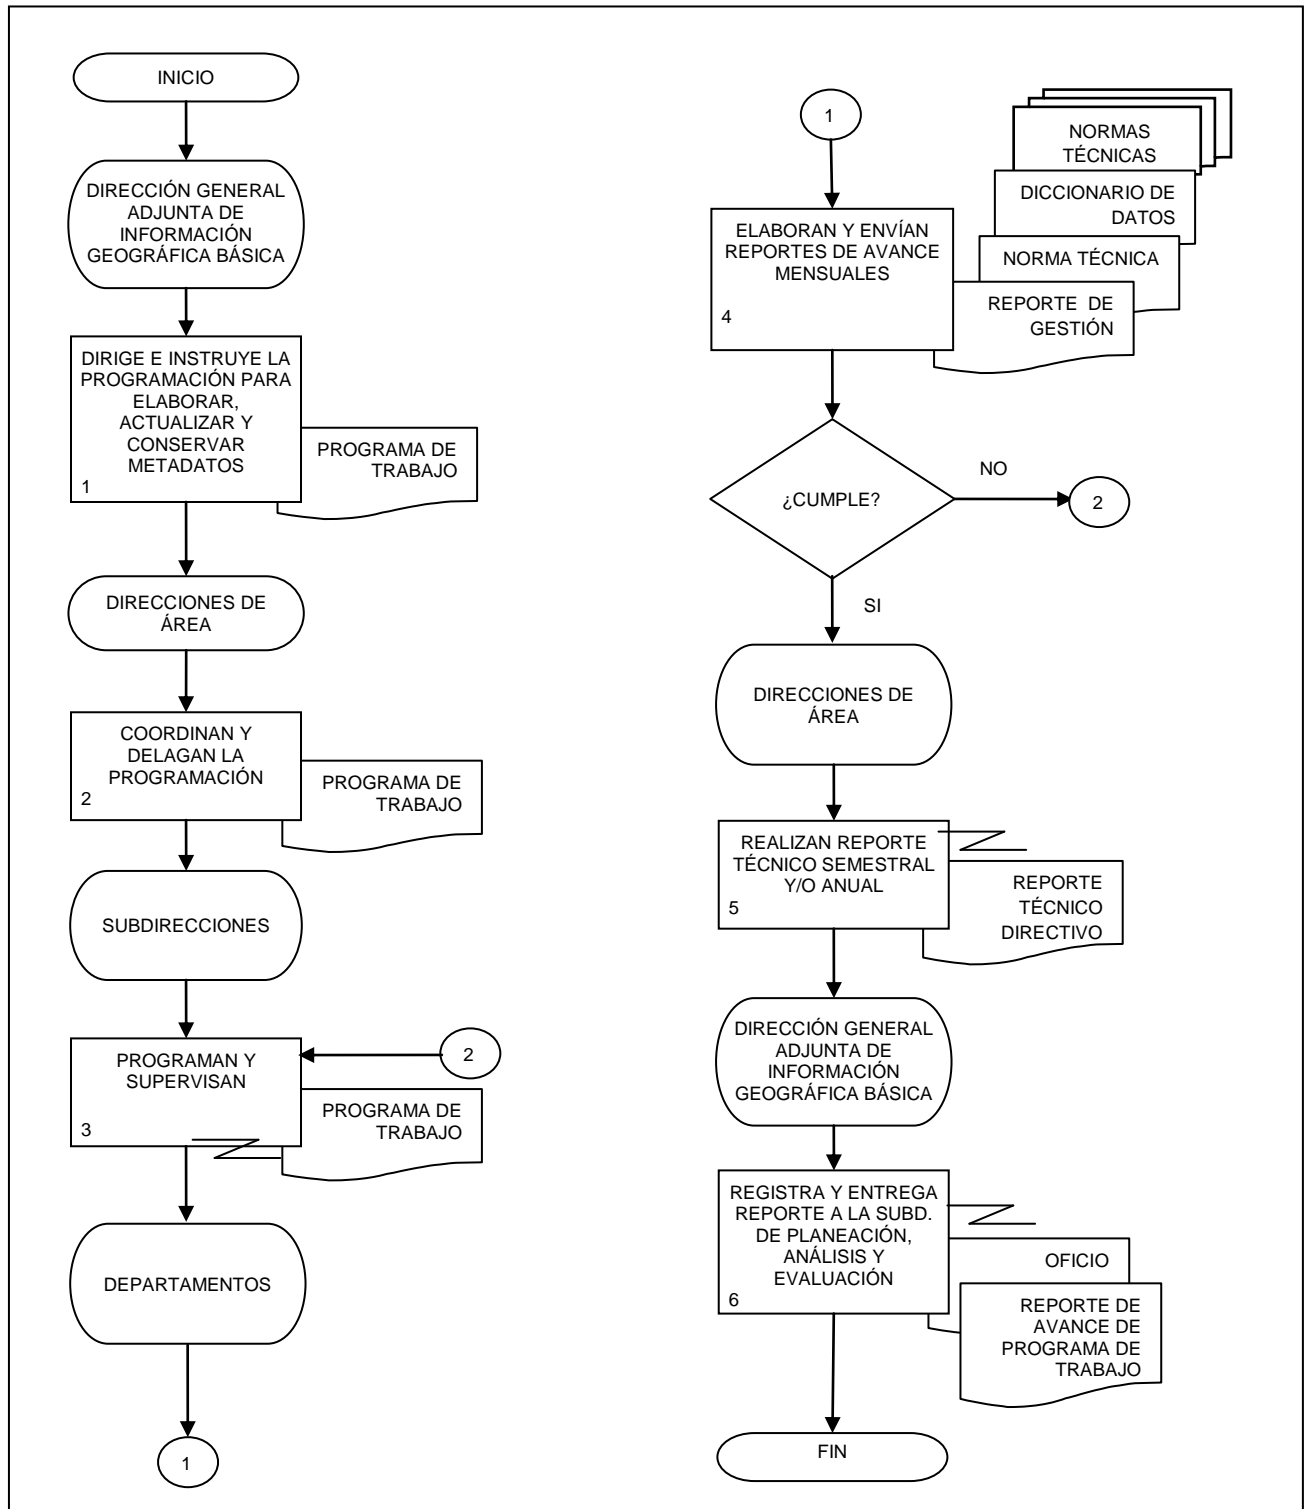 INICIO
DIRECCIÓN GENERAL
ADJUNTA DE
INFORMACIÓN
GEOGRÁFICA BÁSICA
DIRIGE E INSTRUYE LA
PROGRAMACIÓN PARA
ELABORAR,
ACTUALIZAR Y
CONSERVAR
METADATOS
1
PROGRAMA DE
TRABAJO
DIRECCIONES DE
ÁREA
COORDINAN Y
DELAGAN LA
PROGRAMACIÓN
2
PROGRAMA DE
TRABAJO
SUBDIRECCIONES
PROGRAMAN Y
SUPERVISAN
3
2
PROGRAMA DE
TRABAJO
DEPARTAMENTOS
1
1
NORMAS
TÉCNICAS
DICCIONARIO DE
DATOS
NORMA TÉCNICA
REPORTE DE
GESTIÓN
ELABORAN Y ENVÍAN
REPORTES DE AVANCE
MENSUALES
4
¿CUMPLE?
NO
2
SI
DIRECCIONES DE
ÁREA
REALIZAN REPORTE
TÉCNICO SEMESTRAL
Y/O ANUAL
5
REPORTE
TÉCNICO
DIRECTIVO
DIRECCIÓN GENERAL
ADJUNTA DE
INFORMACIÓN
GEOGRÁFICA BÁSICA
REGISTRA Y ENTREGA
REPORTE A LA SUBD.
DE PLANEACIÓN,
ANÁLISIS Y
EVALUACIÓN
6
OFICIO
REPORTE DE
AVANCE DE
PROGRAMA DE
TRABAJO
FIN